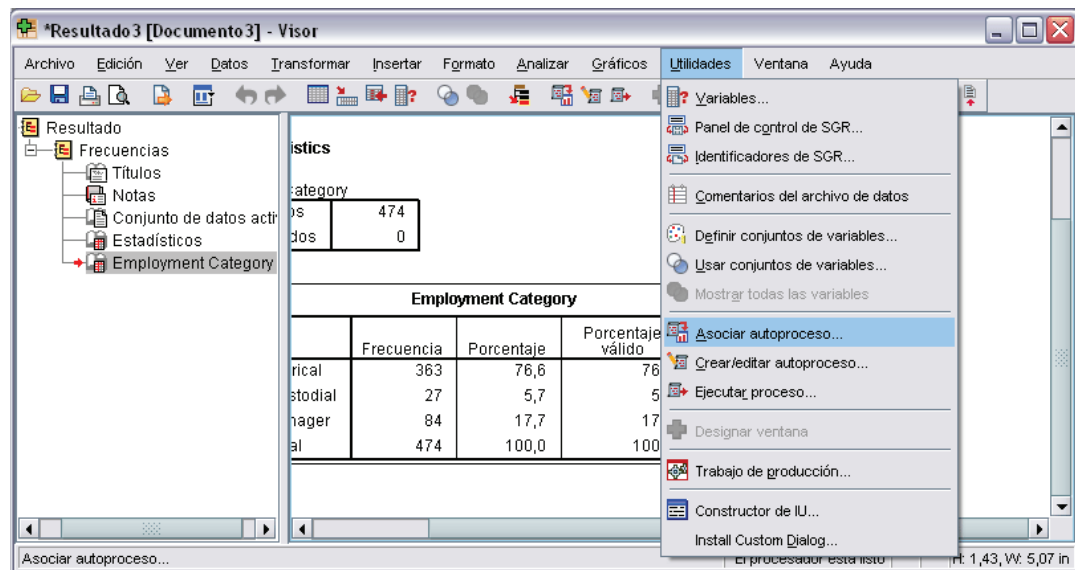 *Resultado3 [Documento3] - Visor
Archivo Edición Ver Datos Transformar Insertar Formato Analizar Gráficos Utilidades Ventana Ayuda
Resultado
Frecuencias
Títulos
Notas
Conjunto de datos acti
Estadísticos
Employment Category
istics
ategory
os 474
dos 0
Employment Category
Frecuencia Porcentaje Porcentaje válido
rical 363 76,6 76
stodial 27 5,7 5
nager 84 17,7 17
al 474 100,0 100
Variables...
Panel de control de SGR...
Identificadores de SGR...
Comentarios del archivo de datos
Definir conjuntos de variables...
Usar conjuntos de variables...
Mostrar todas las variables
Asociar autoproceso...
Crear/editar autoproceso...
Ejecutar proceso...
Designar ventana
Trabajo de producción...
Constructor de IU...
Install Custom Dialog...
Asociar autoproceso...
El procesador está listo
H: 1,43, W: 5,07 in